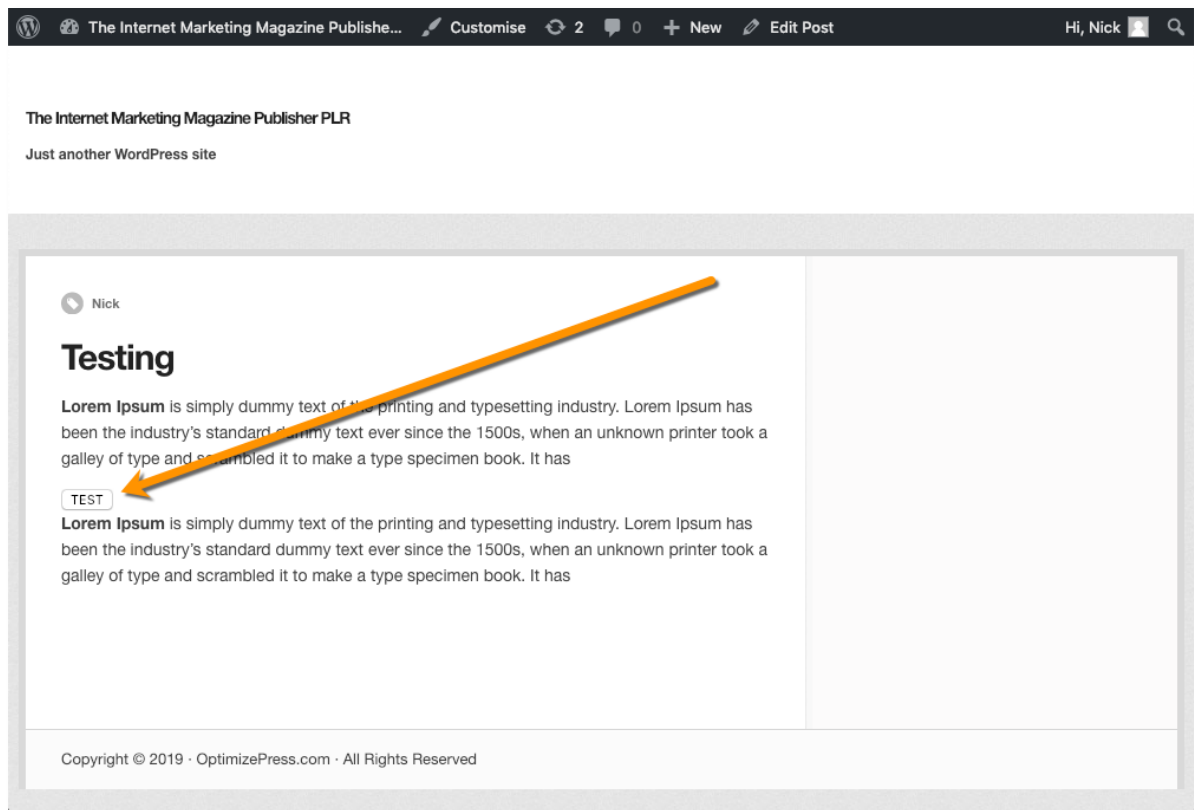 The Internet Marketing Magazine Publishe... Customise 2 0 New Edit Post Hi, Nick
The Internet Marketing Magazine Publisher PLR
Just another WordPress site
Nick
Testing
Lorem Ipsum is simply dummy text of the printing and typesetting industry. Lorem Ipsum has
been the industry's standard dummy text ever since the 1500s, when an unknown printer took a
galley of type and scrambled it to make a type specimen book. It has
TEST
Lorem Ipsum is simply dummy text of the printing and typesetting industry. Lorem Ipsum has
been the industry's standard dummy text ever since the 1500s, when an unknown printer took a
galley of type and scrambled it to make a type specimen book. It has
Copyright © 2019 · OptimizePress.com · All Rights Reserved